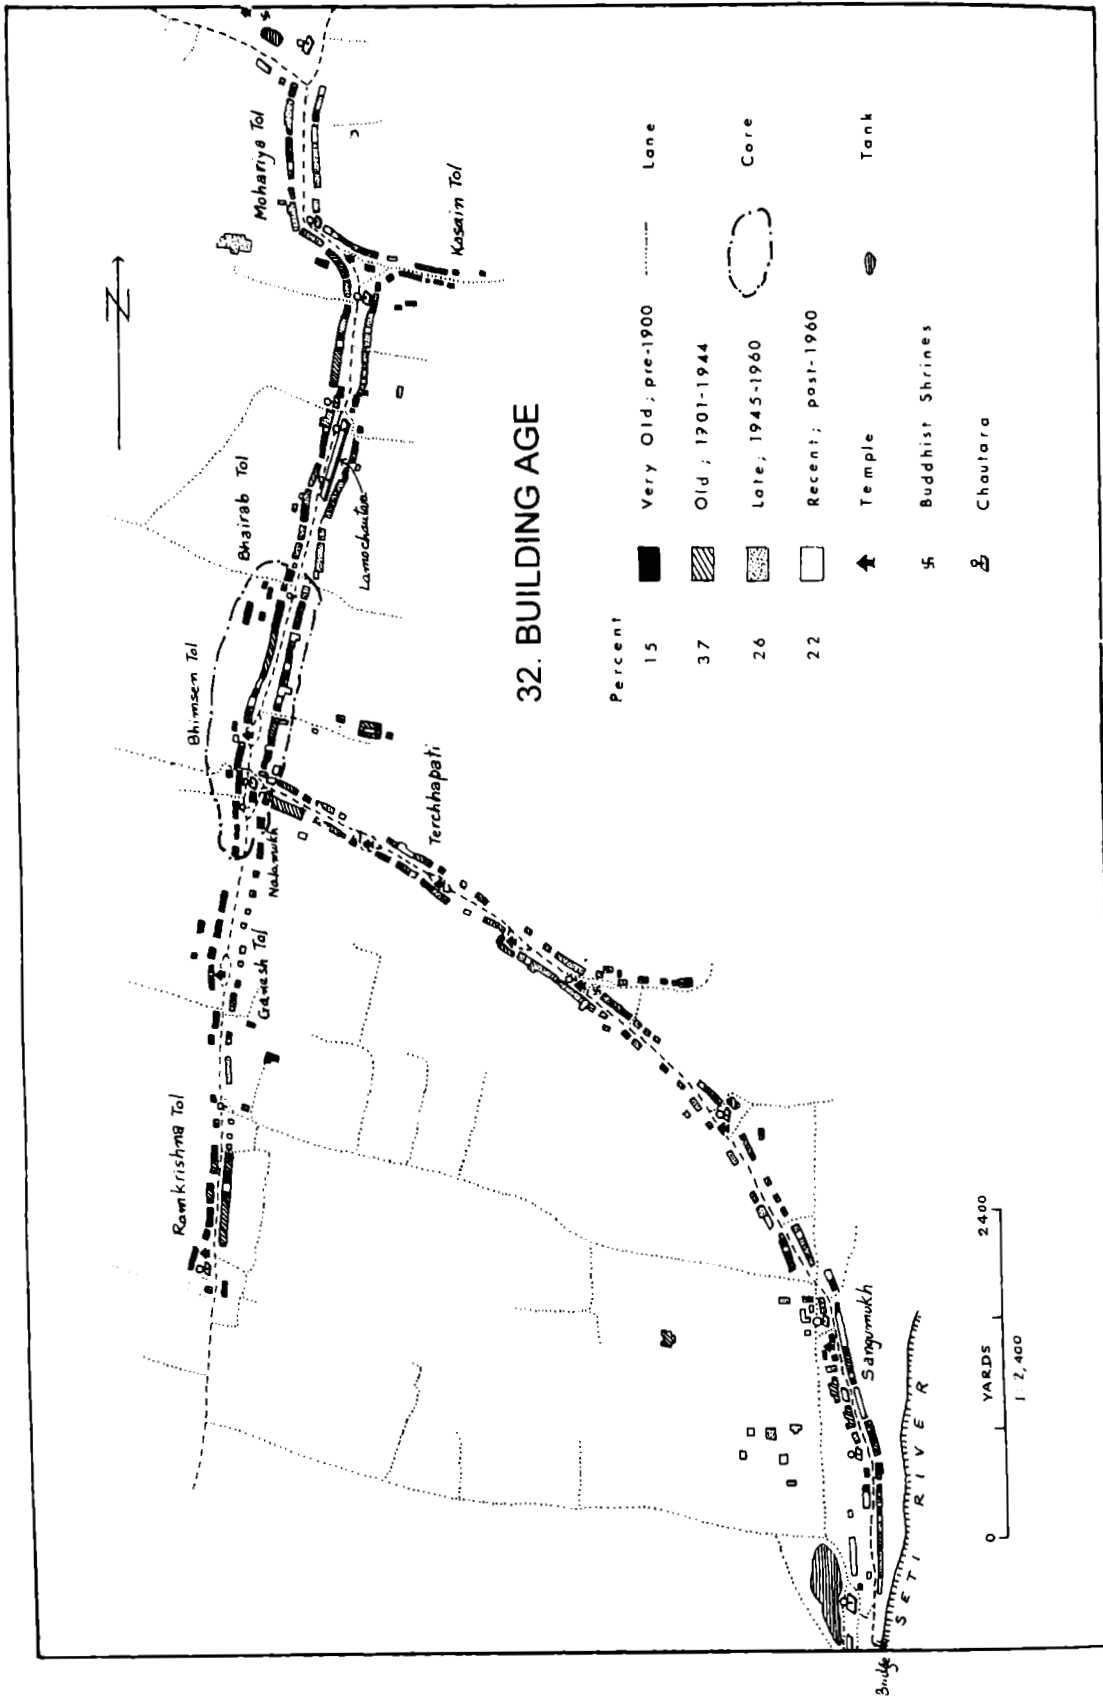 32. BUILDING AGE
Percent
15 Very Old; pre-1900
37 Old; 1901-1944
26 Late; 1945-1960
22 Recent; post-1960
Temple
Buddhist Shrines
Chautara
Lane
Core
Tank
N
Mohariya Tol
Kasain Tol
Bhairab Tol
Lamochautara
Bhimsen Tol
Nalamukh
Terchhapati
Ganesh Tol
Ramkrishna Tol
Sangumukh
SETI RIVER
Bridge
0 2400
YARDS
1:2,400